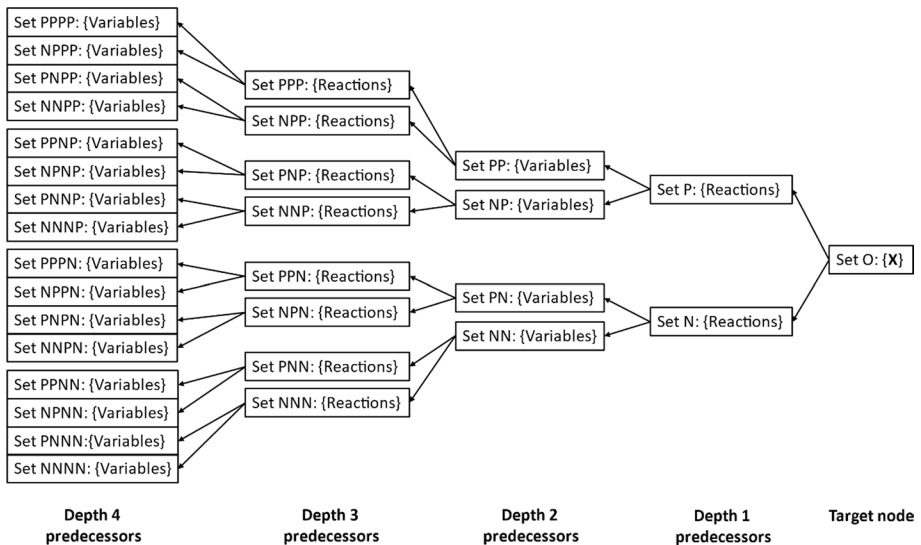 Set PPPP: {Variables}
Set NPPP: {Variables}
Set PNPP: {Variables}
Set NNPP: {Variables}
Set PPNP: {Variables}
Set NPNP: {Variables}
Set PNNP: {Variables}
Set NNNP: {Variables}
Set PPPN: {Variables}
Set NPPN: {Variables}
Set PNPN: {Variables}
Set NNPN: {Variables}
Set PPNN: {Variables}
Set NPNN: {Variables}
Set PNNN:{Variables}
Set NNNN: {Variables}
Set PPP: {Reactions}
Set NPP: {Reactions}
Set PNP: {Reactions}
Set NNP: {Reactions}
Set PPN: {Reactions}
Set NPN: {Reactions}
Set PNN: {Reactions}
Set NNN: {Reactions}
Set PP: {Variables}
Set NP: {Variables}
Set PN: {Variables}
Set NN: {Variables}
Set P: {Reactions}
Set N: {Reactions}
Set O: {X}
Depth 4
predecessors
Depth 3
predecessors
Depth 2
predecessors
Depth 1
predecessors
Target node